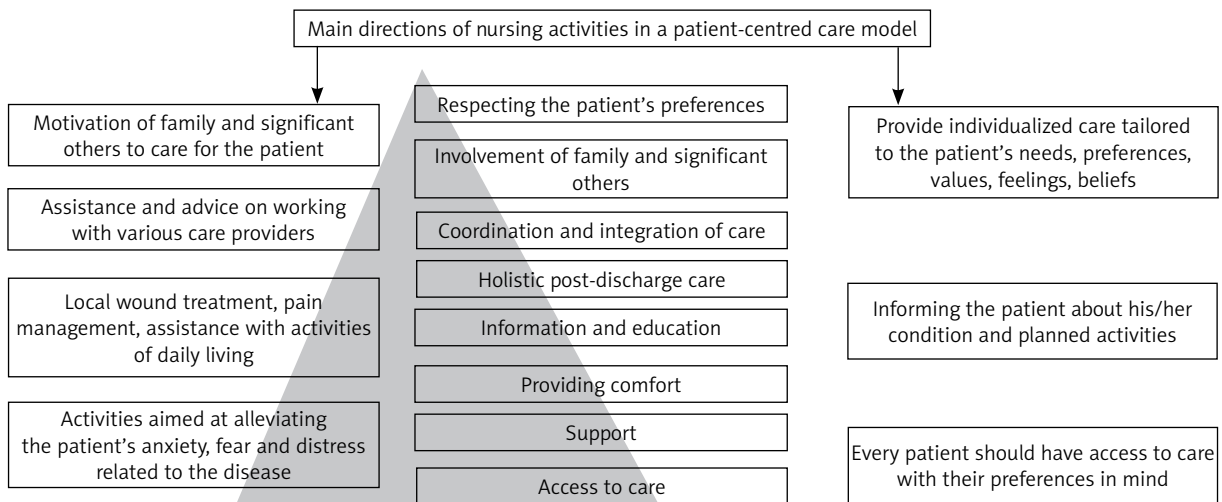 Main directions of nursing activities in a patient-centred care model
Motivation of family and significant
others to care for the patient
Assistance and advice on working
with various care providers
Local wound treatment, pain
management, assistance with activities
of daily living
Activities aimed at alleviating
the patient's anxiety, fear and distress
related to the disease
Respecting the patient's preferences
Involvement of family and significant
others
Coordination and integration of care
Holistic post-discharge care
Information and education
Providing comfort
Support
Access to care
Provide individualized care tailored
to the patient's needs, preferences,
values, feelings, beliefs
Informing the patient about his/her
condition and planned activities
Every patient should have access to care
with their preferences in mind